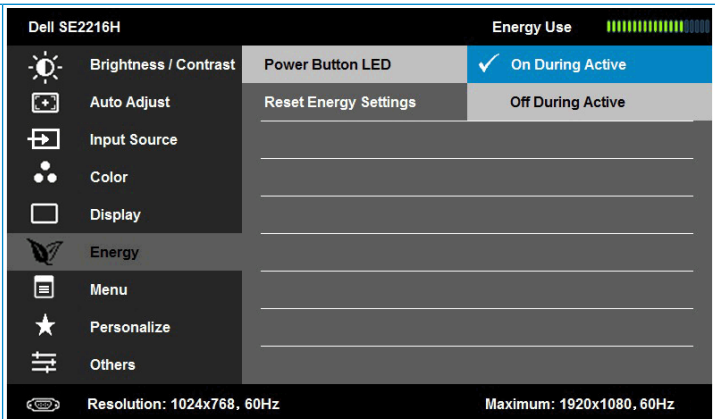 Dell SE2216H Energy Use
Brightness / Contrast Power Button LED On During Active
Auto Adjust Reset Energy Settings Off During Active
Input Source
Color
Display
Energy
Menu
Personalize
Others
Resolution: 1024x768, 60Hz Maximum: 1920x1080, 60Hz